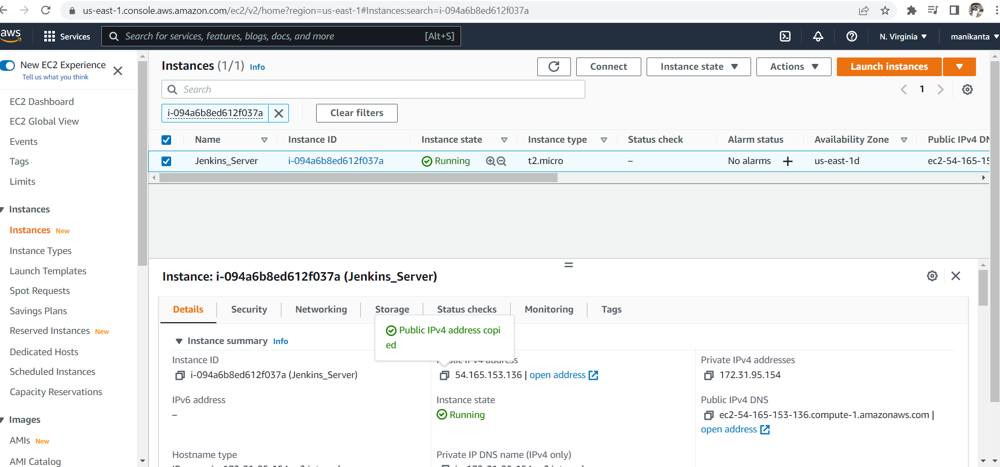 us-east-1.console.aws.amazon.com/ec2/v2/home?region=us-east-1#Instances:search=i-094a6b8ed612f037a
aws
Services
Search for services, features, blogs, docs, and more
[Alt+S]
N. Virginia
manikanta
New EC2 Experience
Tell us what you think
EC2 Dashboard
EC2 Global View
Events
Tags
Limits
Instances
Instances New
Instance Types
Launch Templates
Spot Requests
Savings Plans
Reserved Instances New
Dedicated Hosts
Scheduled Instances
Capacity Reservations
Images
AMIs New
AMI Catalog
Instances (1/1) Info
Connect
Instance state
Actions
Launch instances
Search
1
i-094a6b8ed612f037a
Clear filters
Name Instance ID Instance state Instance type Status check Alarm status Availability Zone Public IPv4 DN
Jenkins_Server i-094a6b8ed612f037a Running t2.micro – No alarms + us-east-1d ec2-54-165-15
Instance: i-094a6b8ed612f037a (Jenkins_Server)
Details Security Networking Storage Status checks Monitoring Tags
Public IPv4 address copi
ed
Instance summary Info
Instance ID
i-094a6b8ed612f037a (Jenkins_Server)
Public IPv4 address
54.165.153.136 | open address
Private IPv4 addresses
172.31.95.154
IPv6 address
–
Instance state
Running
Public IPv4 DNS
ec2-54-165-153-136.compute-1.amazonaws.com |
open address
Hostname type
Private IP DNS name (IPv4 only)